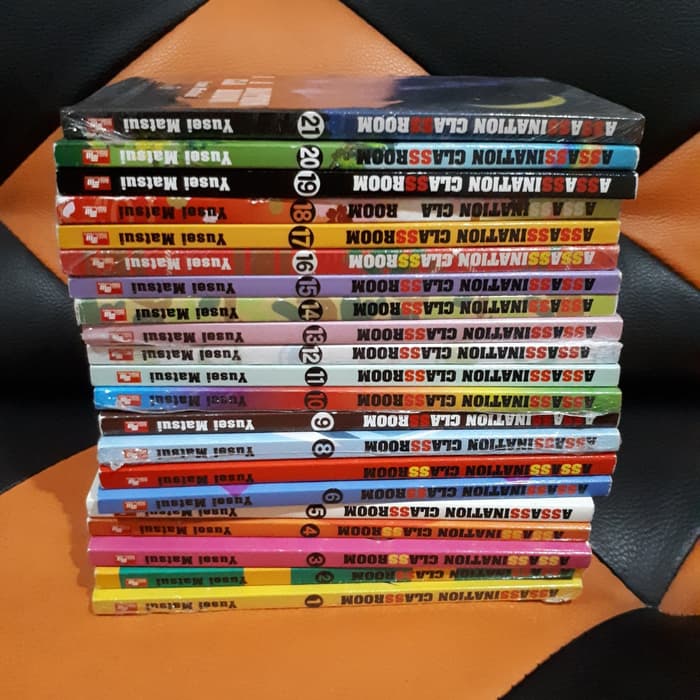 ASSASSINATION CLASSROOM 1 Yusei Matsui
ASSASSINATION CLASSROOM 2 Yusei Matsui
ASSASSINATION CLASSROOM 3 Yusei Matsui
ASSASSINATION CLASSROOM 4 Yusei Matsui
ASSASSINATION CLASSROOM 5 Yusei Matsui
ASSASSINATION CLASSROOM 6 Yusei Matsui
ASSASSINATION CLASSROOM Yusei Matsui
ASSASSINATION CLASSROOM 8 Yusei Matsui
ASSASSINATION CLASSROOM 9 Yusei Matsui
ASSASSINATION CLASSROOM 10 Yusei Matsui
ASSASSINATION CLASSROOM 11 Yusei Matsui
ASSASSINATION CLASSROOM 12 Yusei Matsui
ASSASSINATION CLASSROOM 13 Yusei Matsui
ASSASSINATION CLASSROOM 14 Yusei Matsui
ASSASSINATION CLASSROOM 15 Yusei Matsui
ASSASSINATION CLASSROOM 16 Yusei Matsui
ASSASSINATION CLASSROOM 17 Yusei Matsui
ASSASSINATION CLASSROOM 18 Yusei Matsui
ASSASSINATION CLASSROOM 19 Yusei Matsui
ASSASSINATION CLASSROOM 20 Yusei Matsui
ASSASSINATION CLASSROOM 21 Yusei Matsui